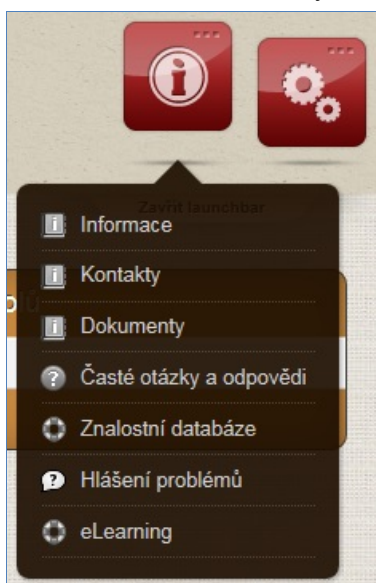 Zavřít launchbar
Informace
Kontakty
Dokumenty
Časté otázky a odpovědi
Znalostní databáze
Hlášení problémů
eLearning